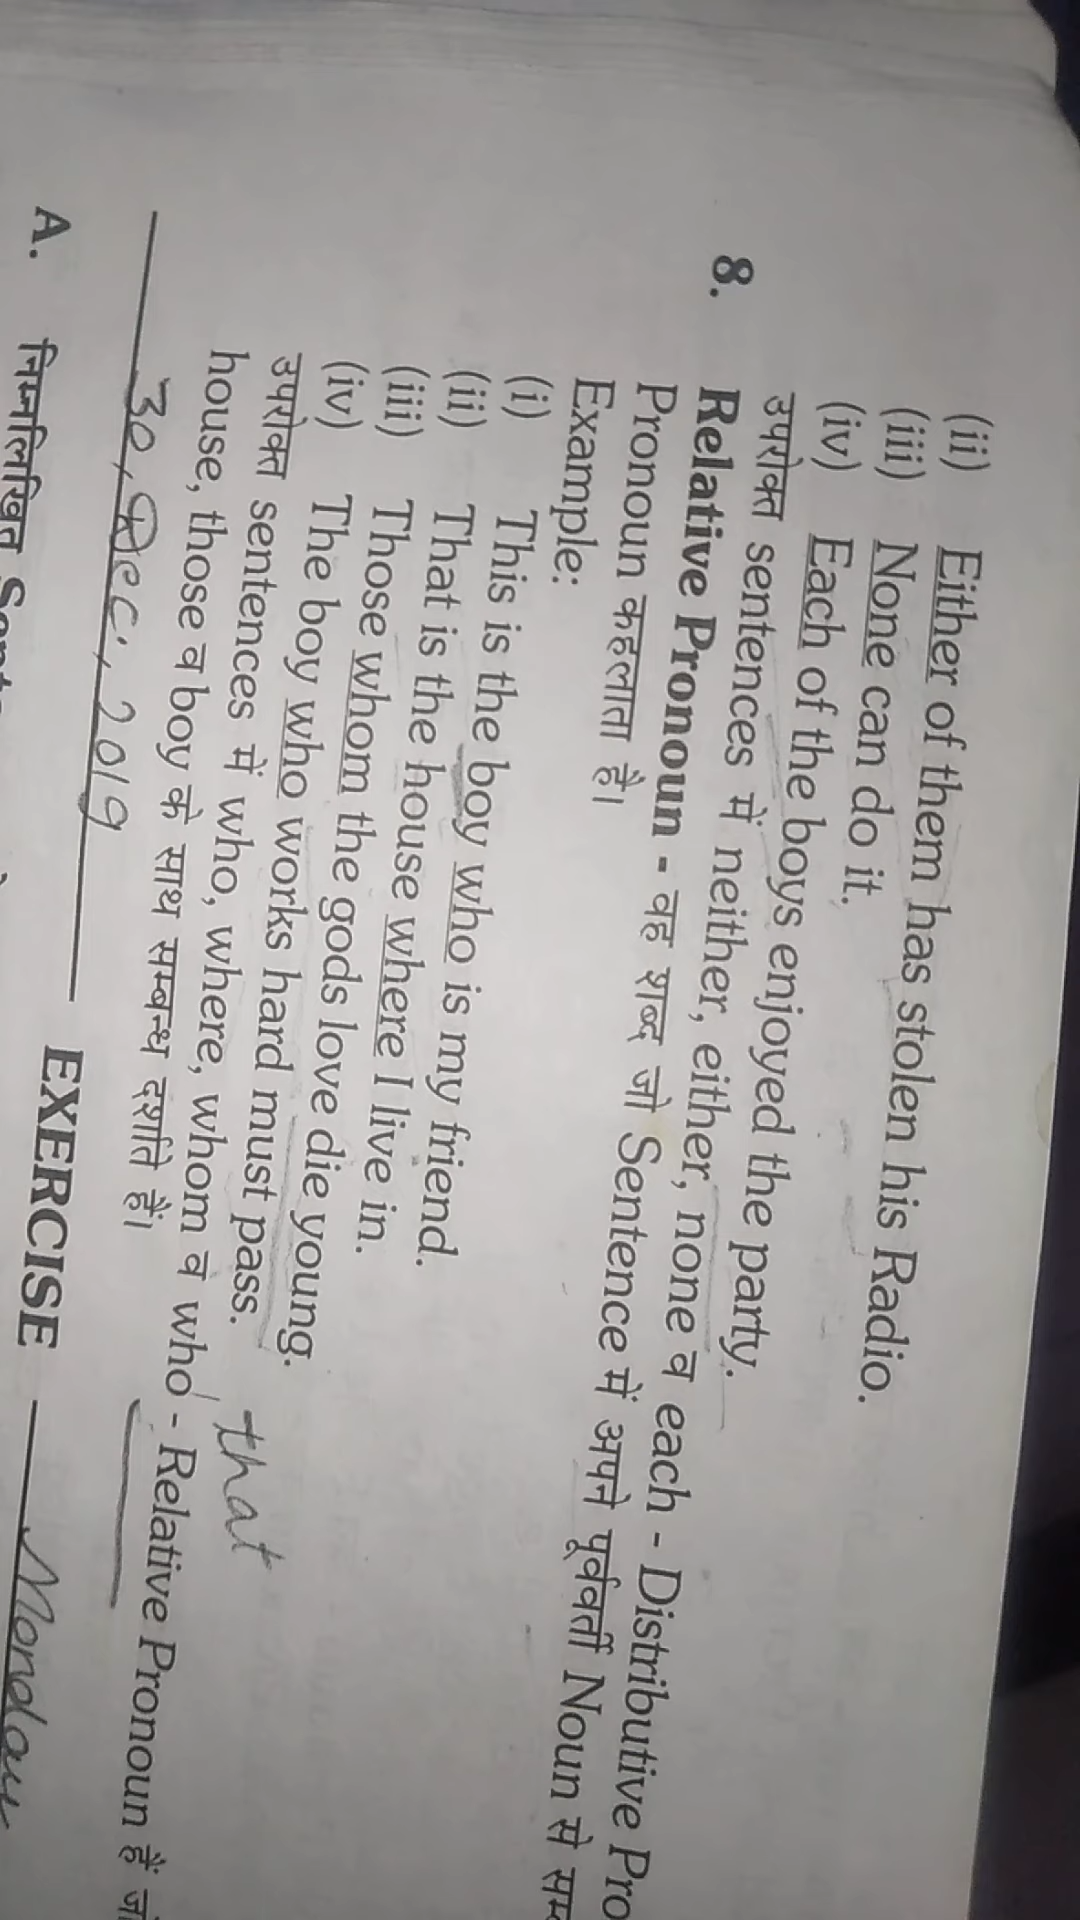 (ii) Either of them has stolen his Radio.
(iii) None can do it.
(iv) Each of the boys enjoyed the party.
उपरोक्त sentences में neither, either, none व each - Distributive Pro
8. Relative Pronoun - वह शब्द जो Sentence में अपने पूर्ववर्ती Noun से सम्
Pronoun कहलाता है।
Example:
(i) This is the boy who is my friend.
(ii) That is the house where I live in.
(iii) Those whom the gods love die young.
(iv) The boy who works hard must pass.
that
उपरोक्त sentences में who, where, whom व who - Relative Pronoun हैं जो
house, those व boy के साथ सम्बन्ध दर्शाते हैं।
30, Dec, 2019
EXERCISE
A. निम्नलिखित